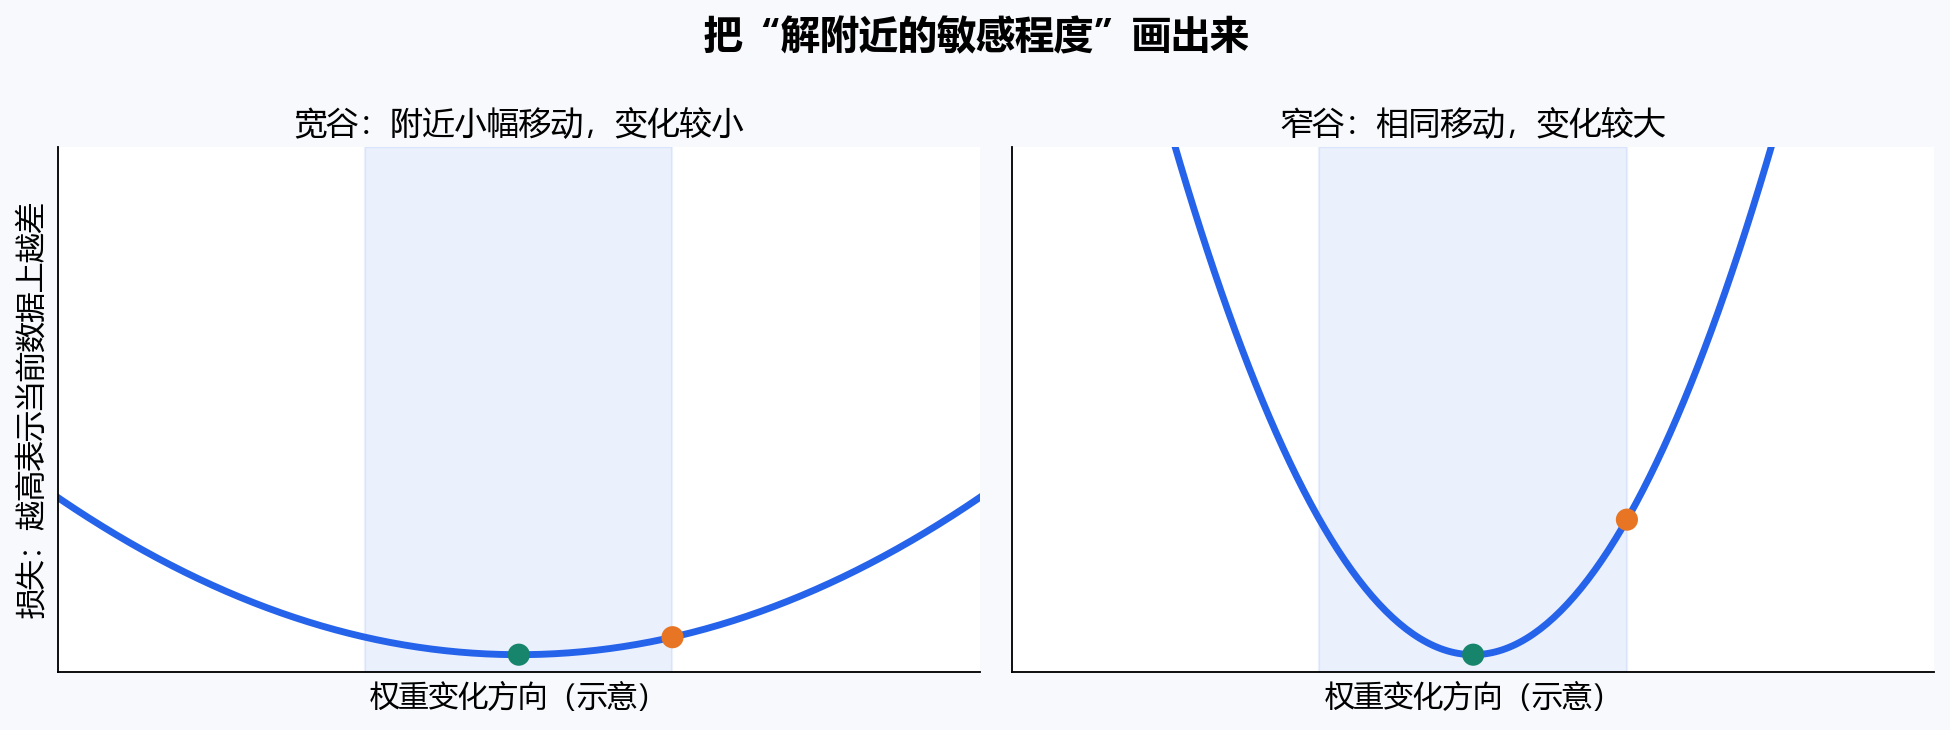 把“解附近的敏感程度”画出来
宽谷：附近小幅移动，变化较小
窄谷：相同移动，变化较大
损失：越高表示当前数据上越差
权重变化方向（示意）
权重变化方向（示意）